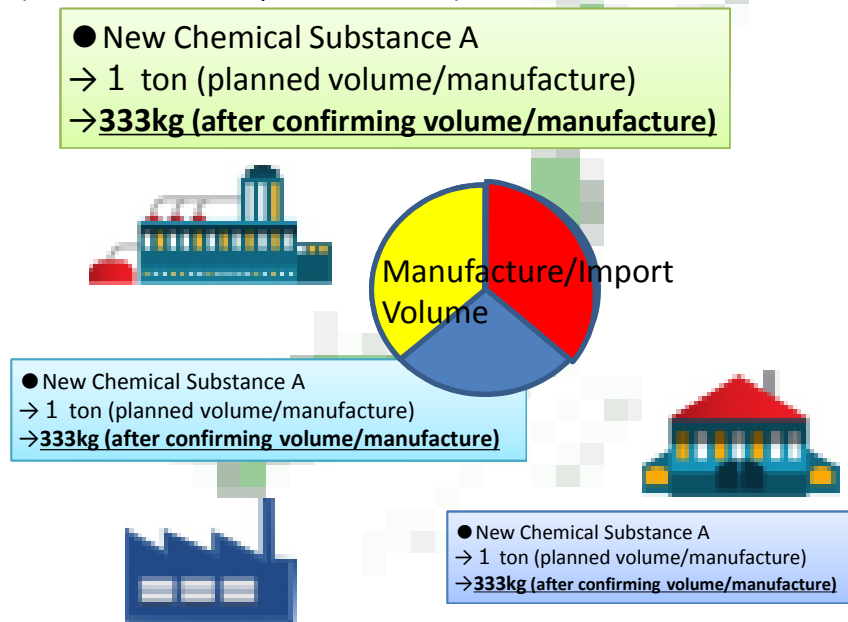 ●New Chemical Substance A
→ 1 ton (planned volume/manufacture)
→333kg (after confirming volume/manufacture)
Manufacture/Import
Volume
●New Chemical Substance A
→ 1 ton (planned volume/manufacture)
→333kg (after confirming volume/manufacture)
●New Chemical Substance A
→ 1 ton (planned volume/manufacture)
→333kg (after confirming volume/manufacture)